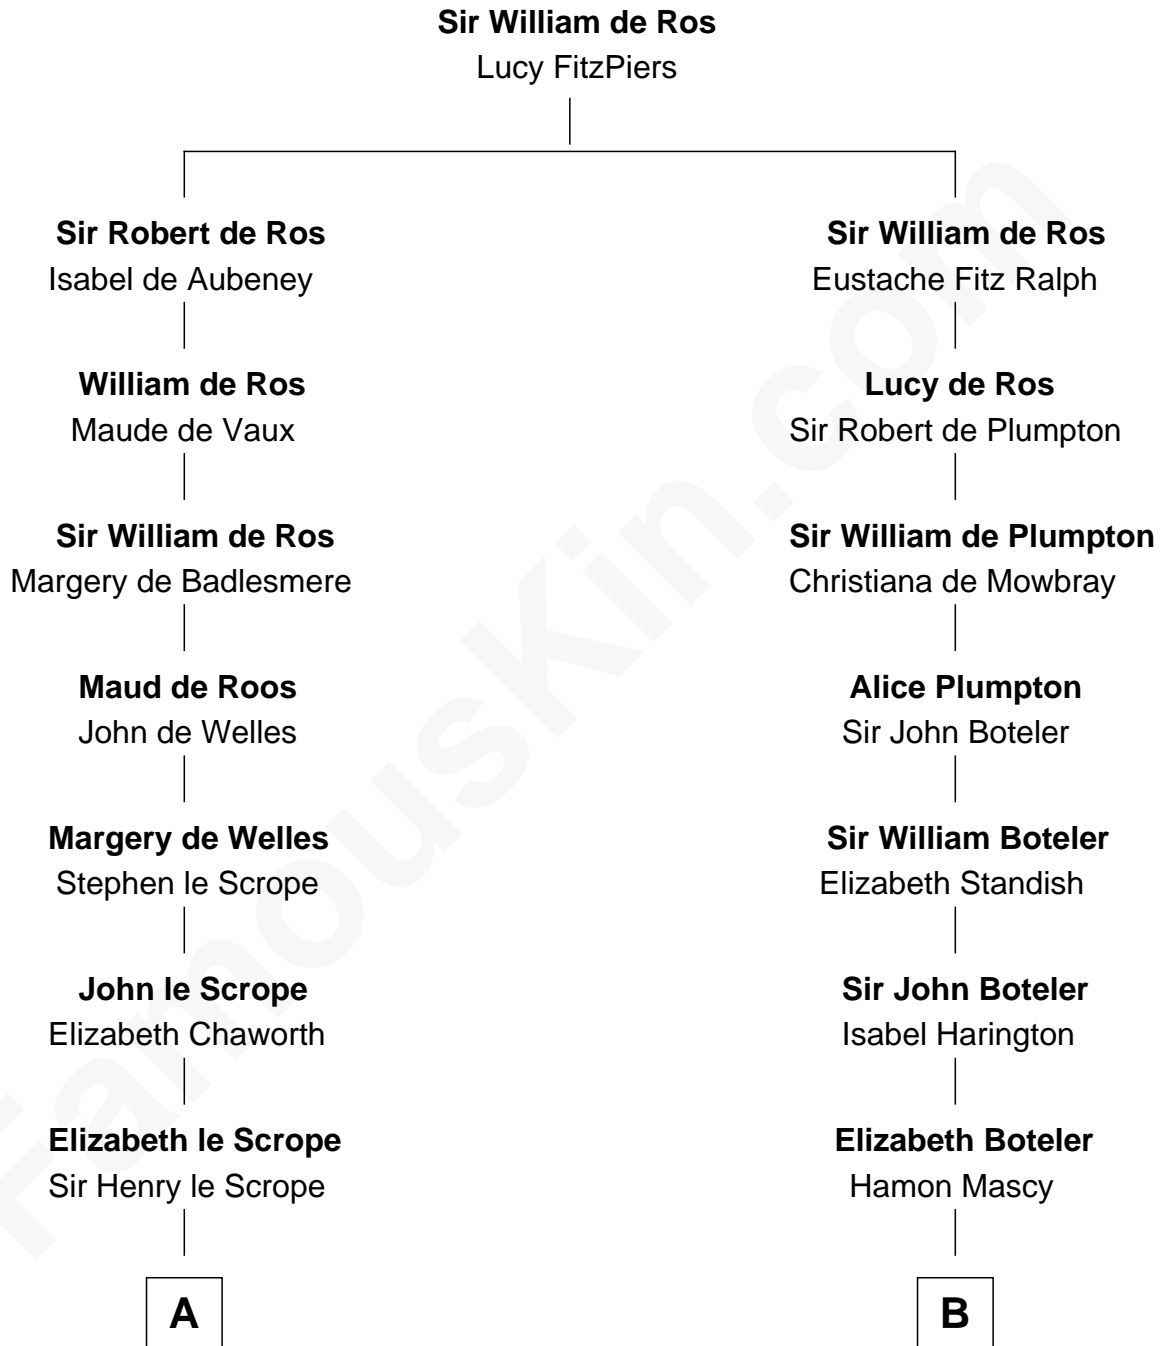 Sir William de Ros
Lucy FitzPiers
Sir Robert de Ros
Isabel de Aubeney
Sir William de Ros
Eustache Fitz Ralph
William de Ros
Maude de Vaux
Lucy de Ros
Sir Robert de Plumpton
Sir William de Ros
Margery de Badlesmere
Sir William de Plumpton
Christiana de Mowbray
Maud de Roos
John de Welles
Alice Plumpton
Sir John Boteler
Margery de Welles
Stephen le Scrope
Sir William Boteler
Elizabeth Standish
John le Scrope
Elizabeth Chaworth
Sir John Boteler
Isabel Harington
Elizabeth le Scrope
Sir Henry le Scrope
Elizabeth Boteler
Hamon Mascy
A
B
FamousKin.com